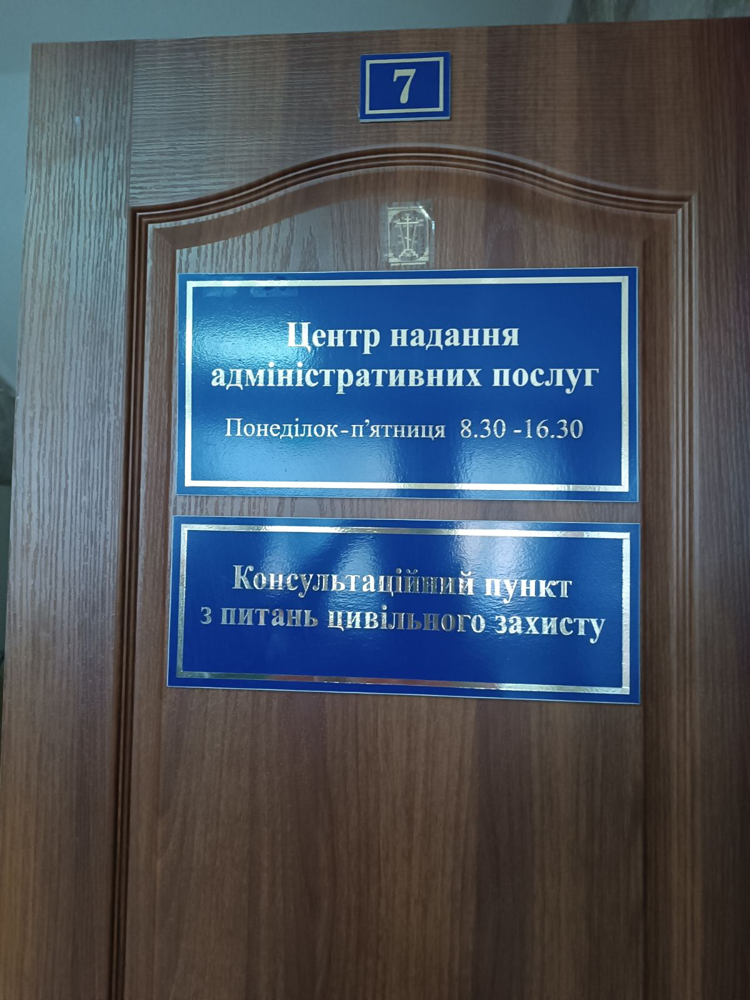 7
Центр надання
адміністративних послуг
Понеділок-п’ятниця 8.30 -16.30
Консультаційний пункт
з питань цивільного захисту